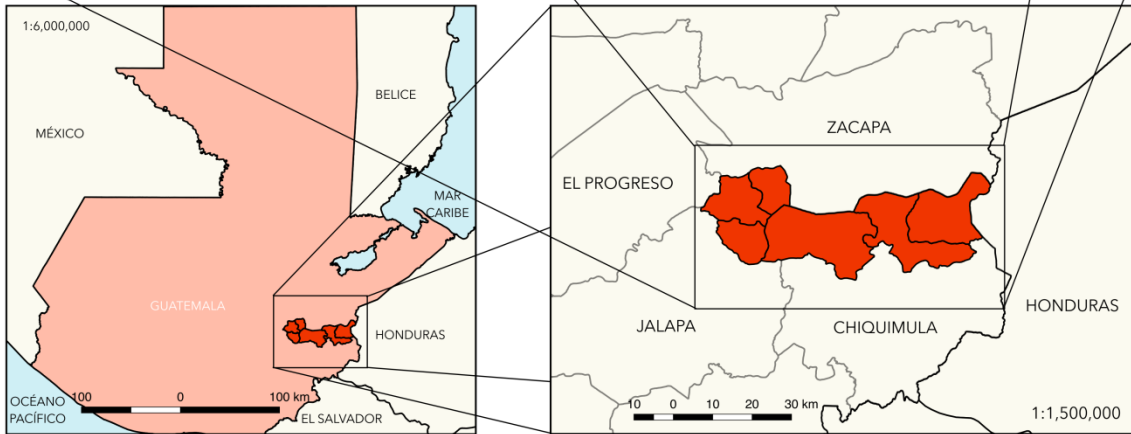 1:6,000,000
BELICE
MÉXICO
MAR
CARIBE
GUATEMALA
HONDURAS
OCÉANO
PACÍFICO
100 0 100 km
EL SALVADOR
ZACAPA
EL PROGRESO
HONDURAS
JALAPA
CHIQUIMULA
10 0 10 20 30 km
1:1,500,000